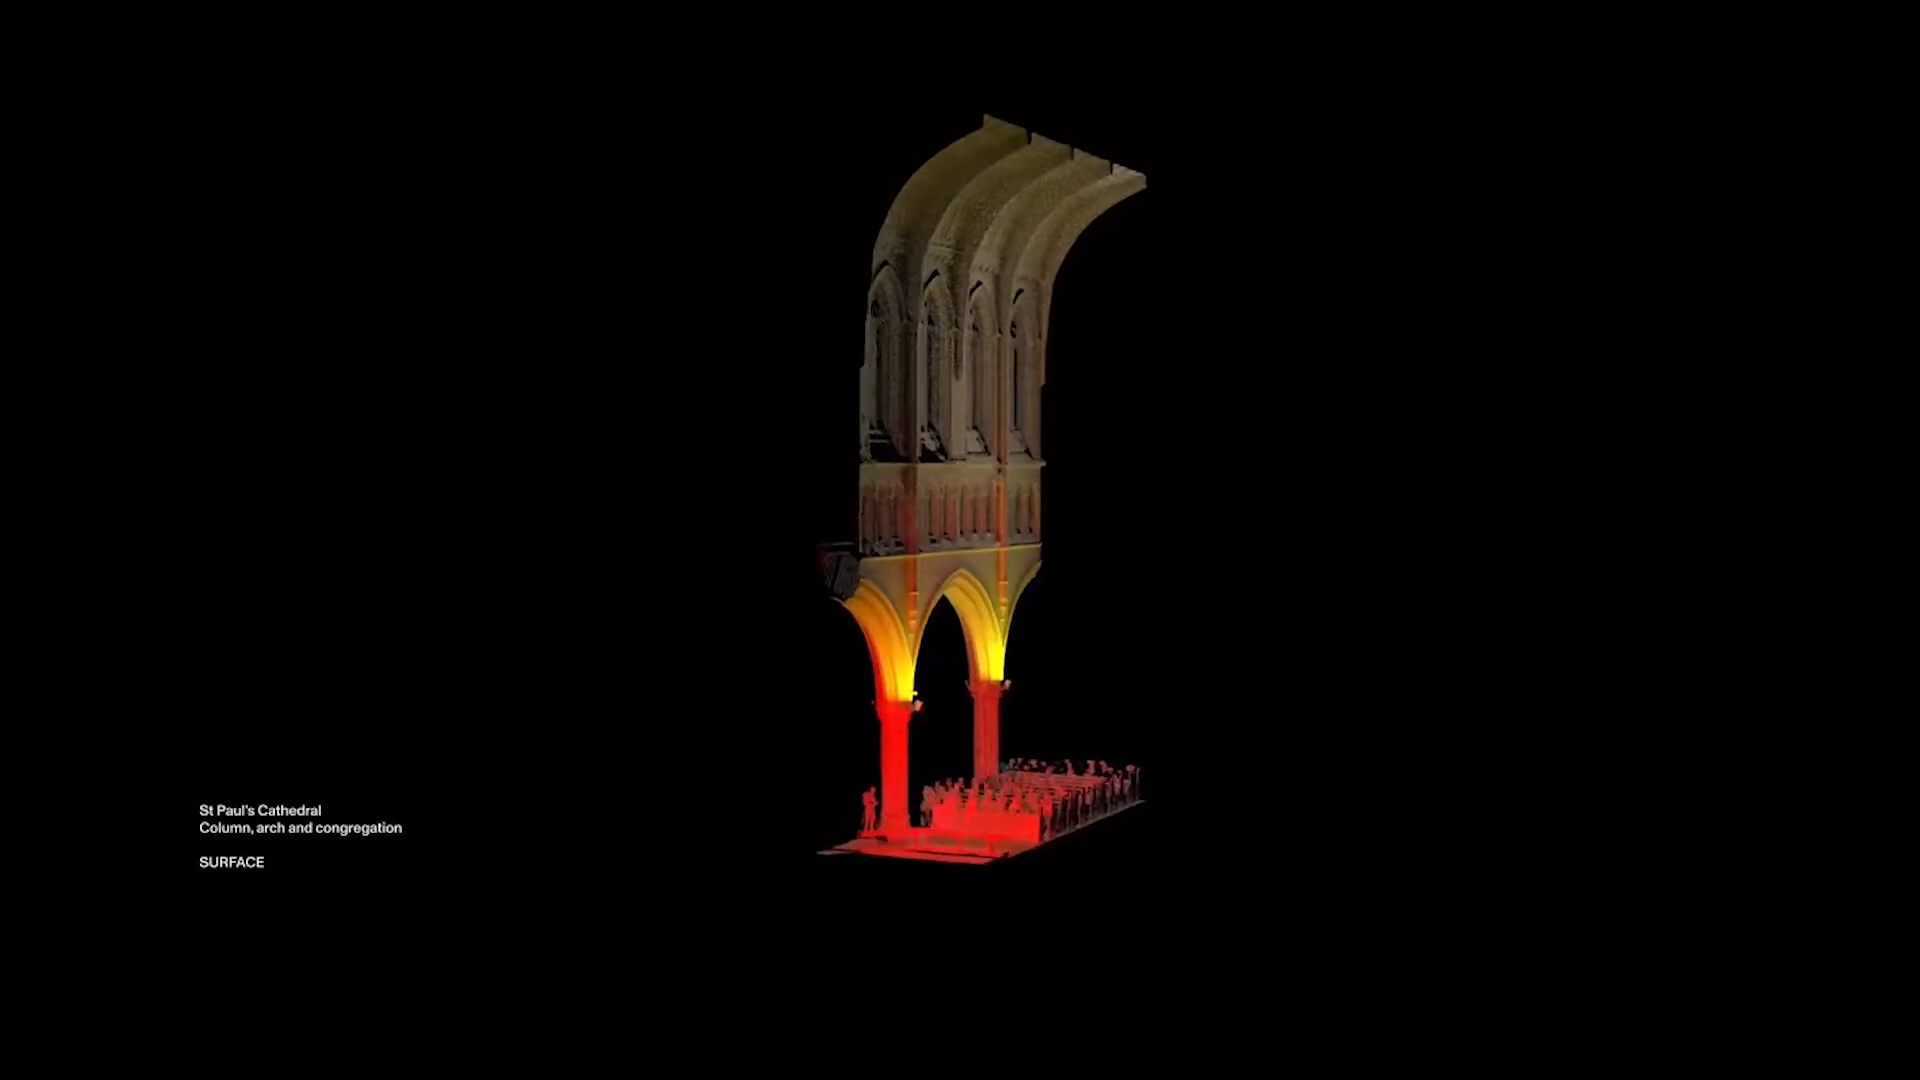 St Paul's Cathedral
Column, arch and congregation
SURFACE